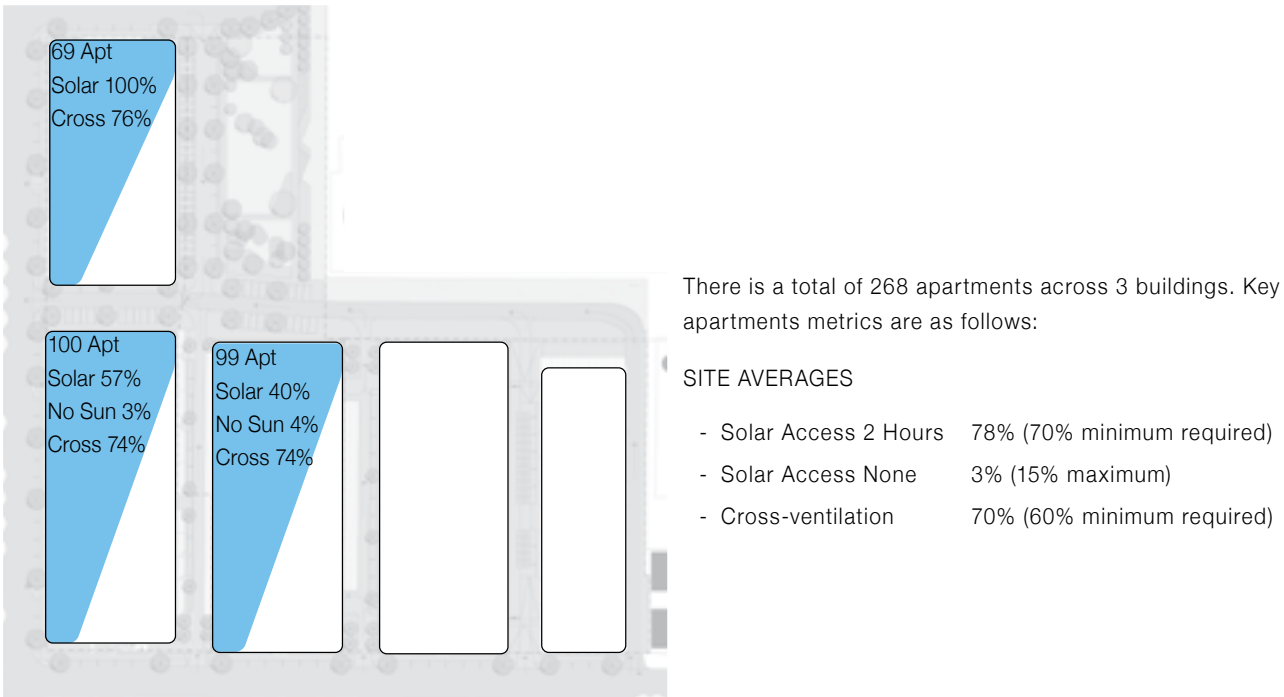 69 Apt
Solar 100%
Cross 76%
100 Apt
Solar 57%
No Sun 3%
Cross 74%
99 Apt
Solar 40%
No Sun 4%
Cross 74%
There is a total of 268 apartments across 3 buildings. Key
apartments metrics are as follows:
SITE AVERAGES
- Solar Access 2 Hours 78% (70% minimum required)
- Solar Access None 3% (15% maximum)
- Cross-ventilation 70% (60% minimum required)